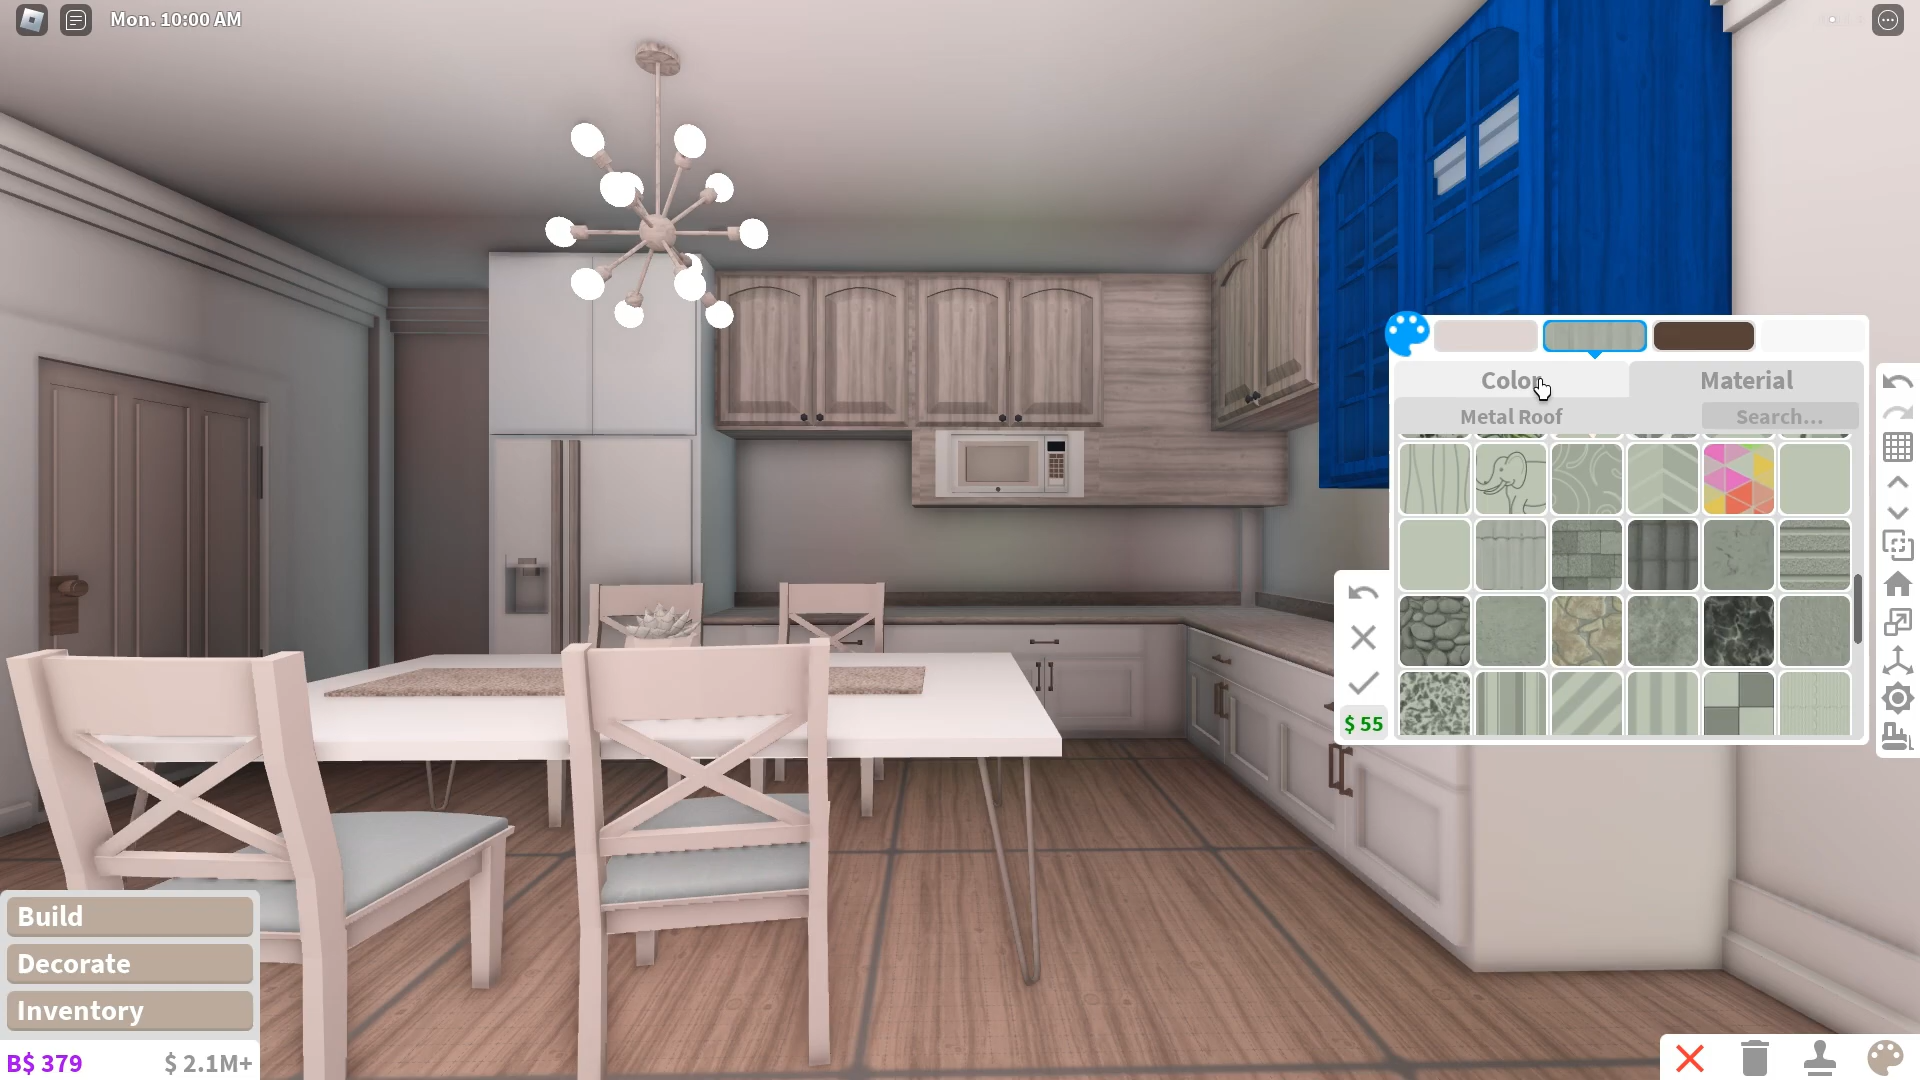 Mon. 10:00 AM
Color
Material
Metal Roof
Search...
$ 55
Build
Decorate
Inventory
B$ 379
$ 2.1M+